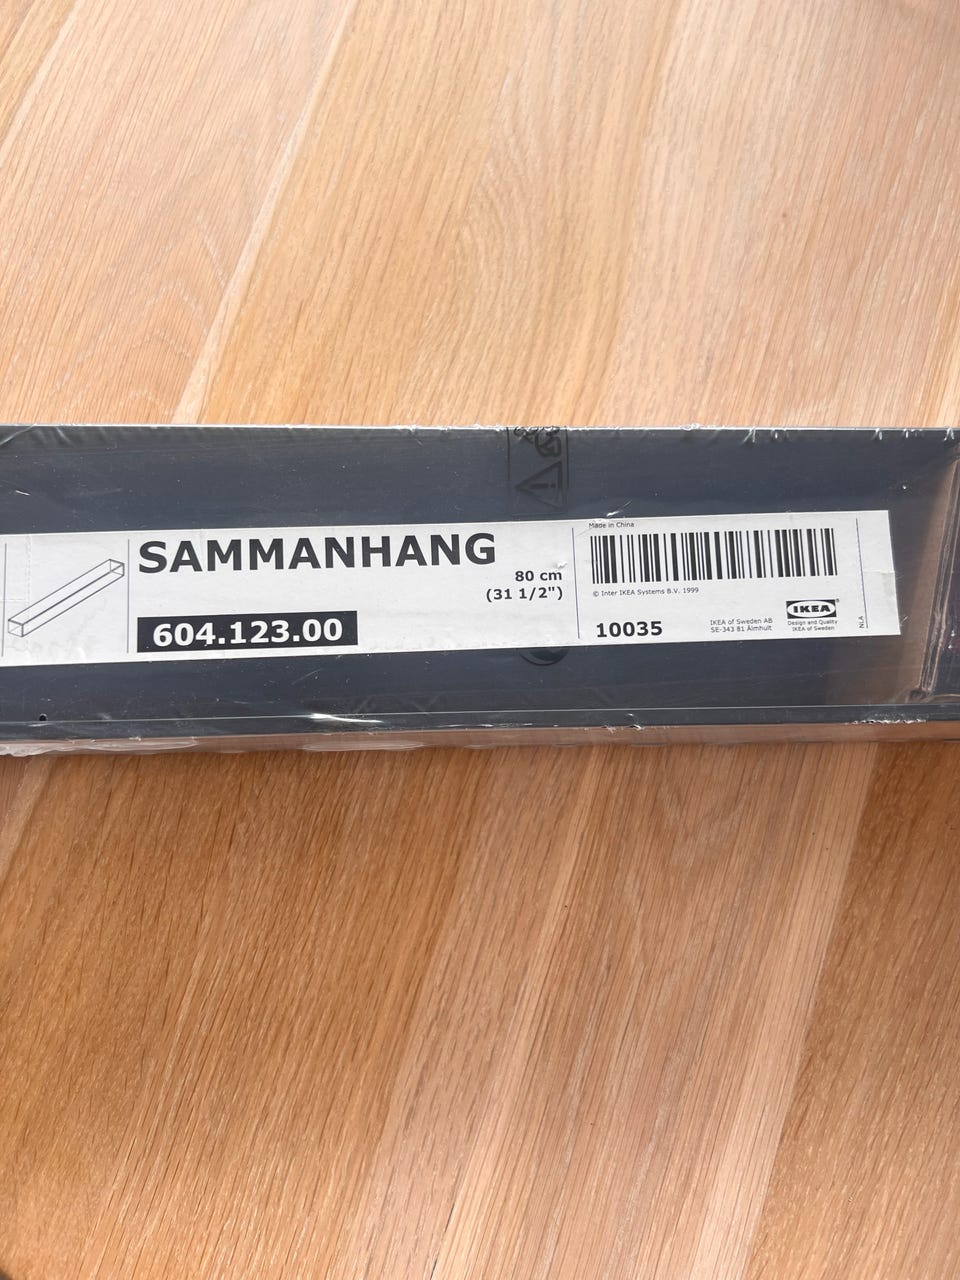 SAMMANHANG
80 cm
(31 1/2")
604.123.00
Made in China
© Inter IKEA Systems B.V. 1999
10035
IKEA of Sweden AB
SE-343 81 Älmhult
IKEA
Design and Quality
IKEA of Sweden
NLA